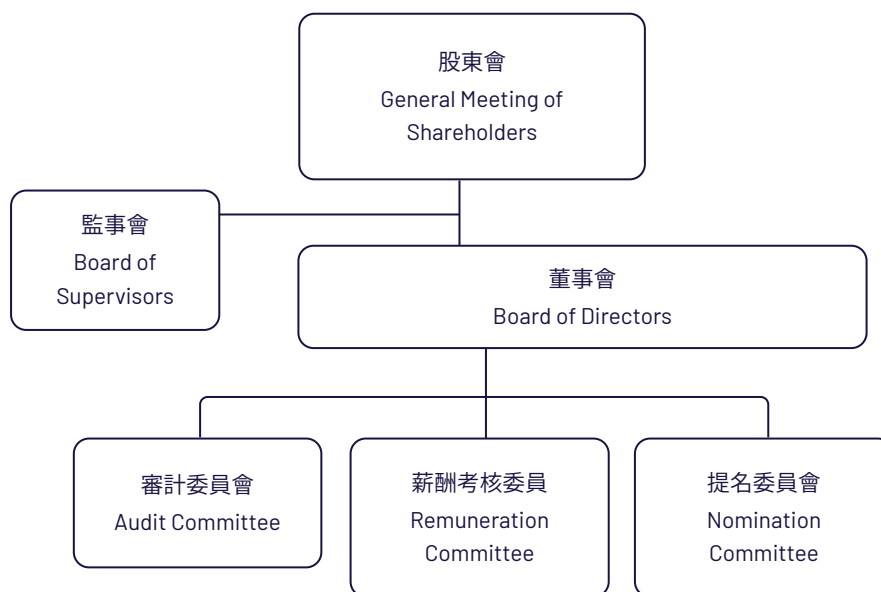 股東會
General Meeting of
Shareholders
監事會
Board of
Supervisors
董事會
Board of Directors
審計委員會
Audit Committee
薪酬考核委員
Remuneration
Committee
提名委員會
Nomination
Committee